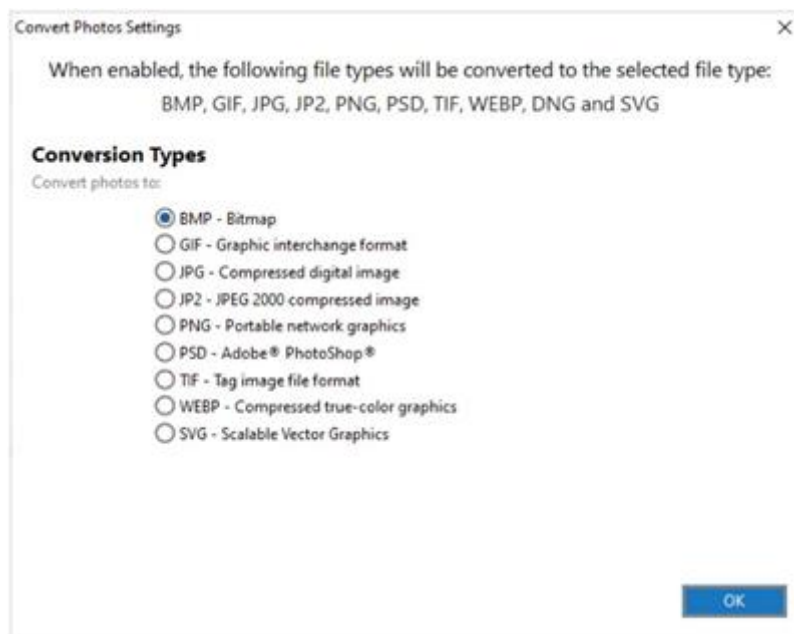 Convert Photos Settings
When enabled, the following file types will be converted to the selected file type:
BMP, GIF, JPG, JP2, PNG, PSD, TIF, WEBP, DNG and SVG
Conversion Types
Convert photos to:
BMP - Bitmap
GIF - Graphic interchange format
JPG - Compressed digital image
JP2 - JPEG 2000 compressed image
PNG - Portable network graphics
PSD - Adobe® PhotoShop®
TIF - Tag image file format
WEBP - Compressed true-color graphics
SVG - Scalable Vector Graphics
OK